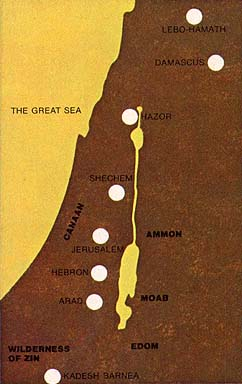 LEBO-HAMATH
DAMASCUS
THE GREAT SEA
HAZOR
SHECHEM
CANAAN
AMMON
JERUSALEM
HEBRON
MOAB
ARAD
EDOM
WILDERNESS
OF ZIN
KADESH BARNEA